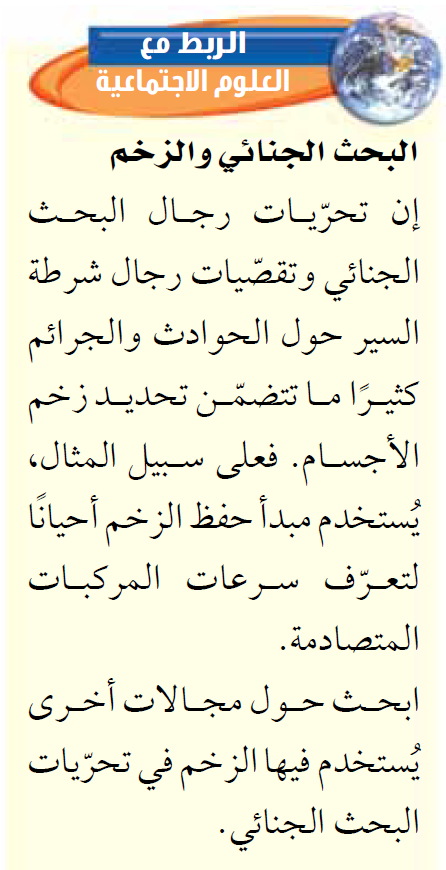 الربط مع
العلوم الاجتماعية
البحث الجنائي والزخم
إن تحرّيات رجال البحث
الجنائي وتقصّيات رجال شرطة
السير حول الحوادث والجرائم
كثيرًا ما تتضمّن تحديد زخم
الأجسام. فعلى سبيل المثال،
يُستخدم مبدأ حفظ الزخم أحيانًا
لتعرّف سرعات المركبات
المتصادمة.
ابحث حول مجالات أخرى
يُستخدم فيها الزخم في تحرّيات
البحث الجنائي.